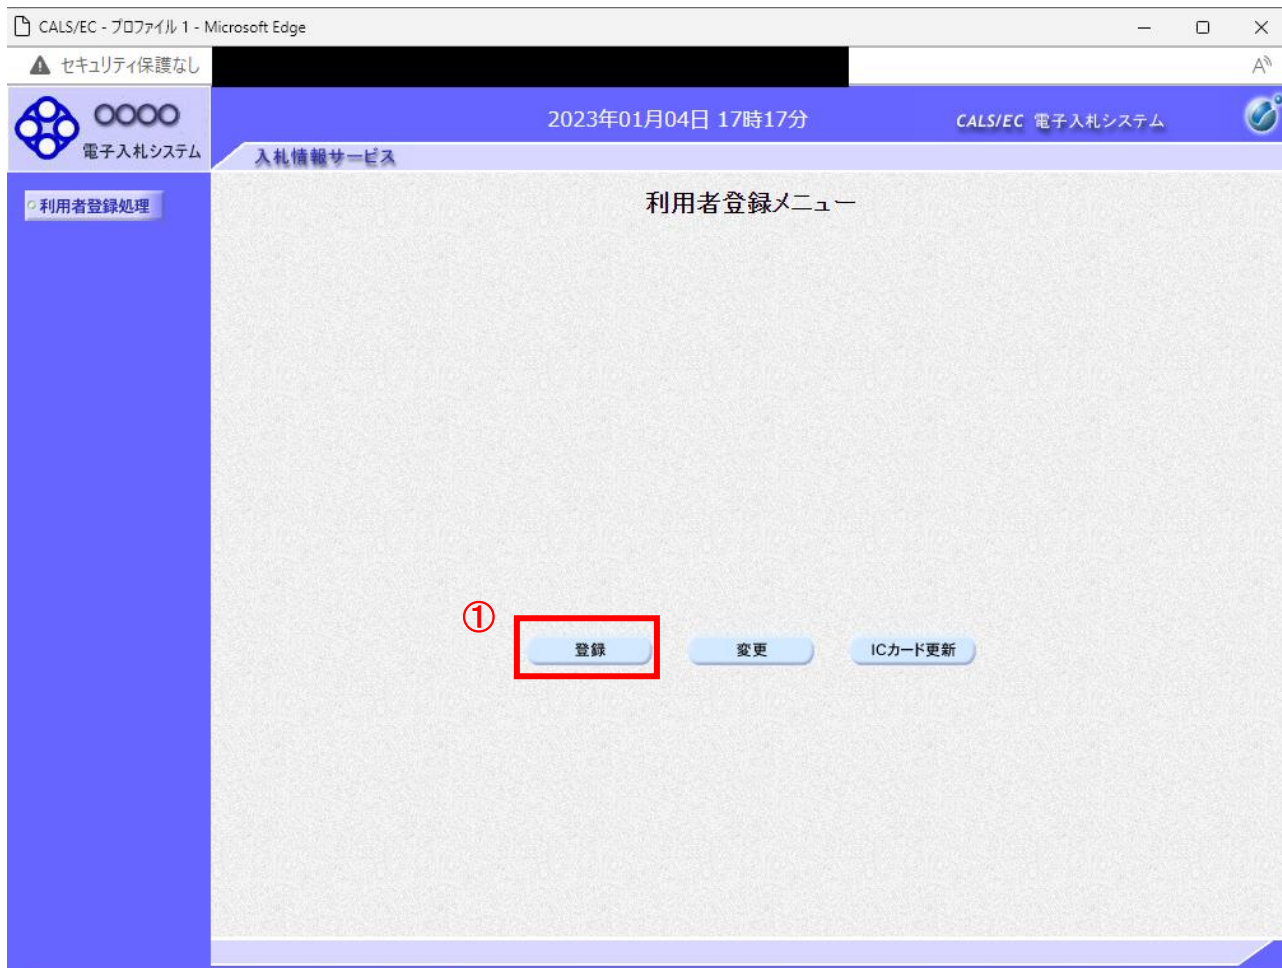 CALS/EC - プロファイル 1 - Microsoft Edge
セキュリティ保護なし
OOOO
電子入札システム
2023年01月04日 17時17分
CALS/EC 電子入札システム
入札情報サービス
利用者登録処理
利用者登録メニュー
①
登録
変更
ICカード更新